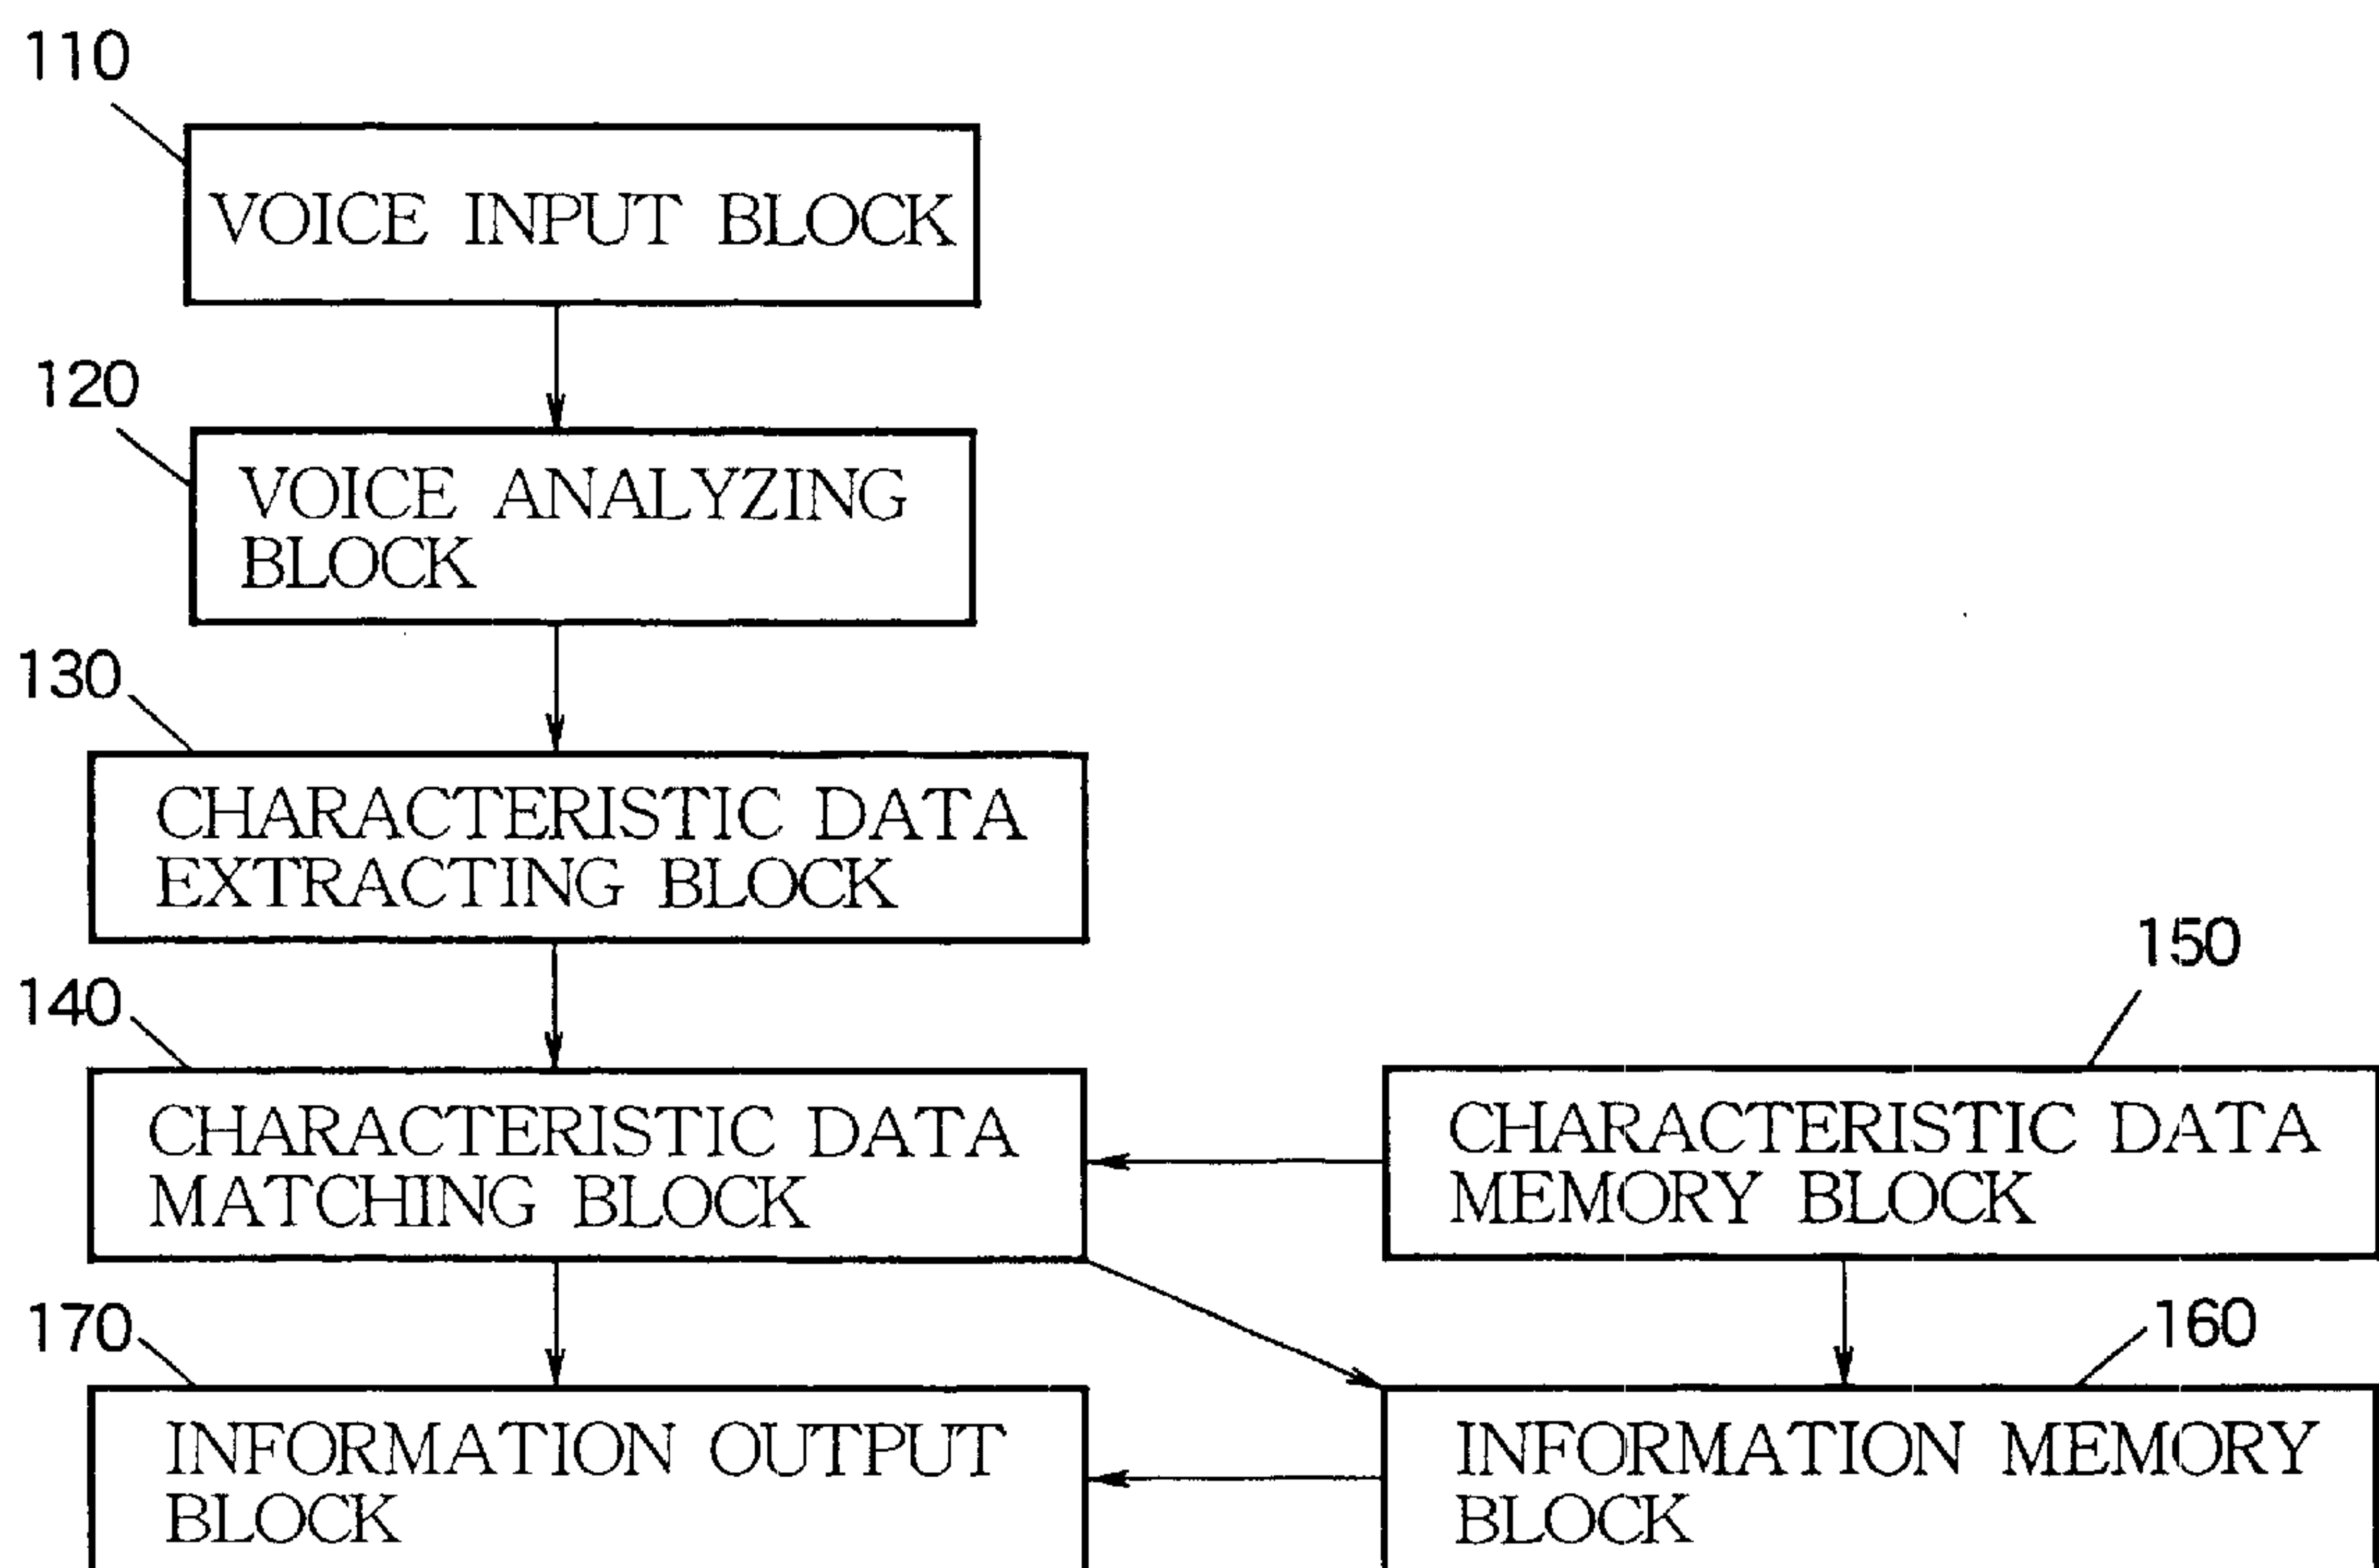 110
VOICE INPUT BLOCK
120
VOICE ANALYZING
BLOCK
130
CHARACTERISTIC DATA
EXTRACTING BLOCK
140
CHARACTERISTIC DATA
MATCHING BLOCK
150
CHARACTERISTIC DATA
MEMORY BLOCK
170
INFORMATION OUTPUT
BLOCK
160
INFORMATION MEMORY
BLOCK